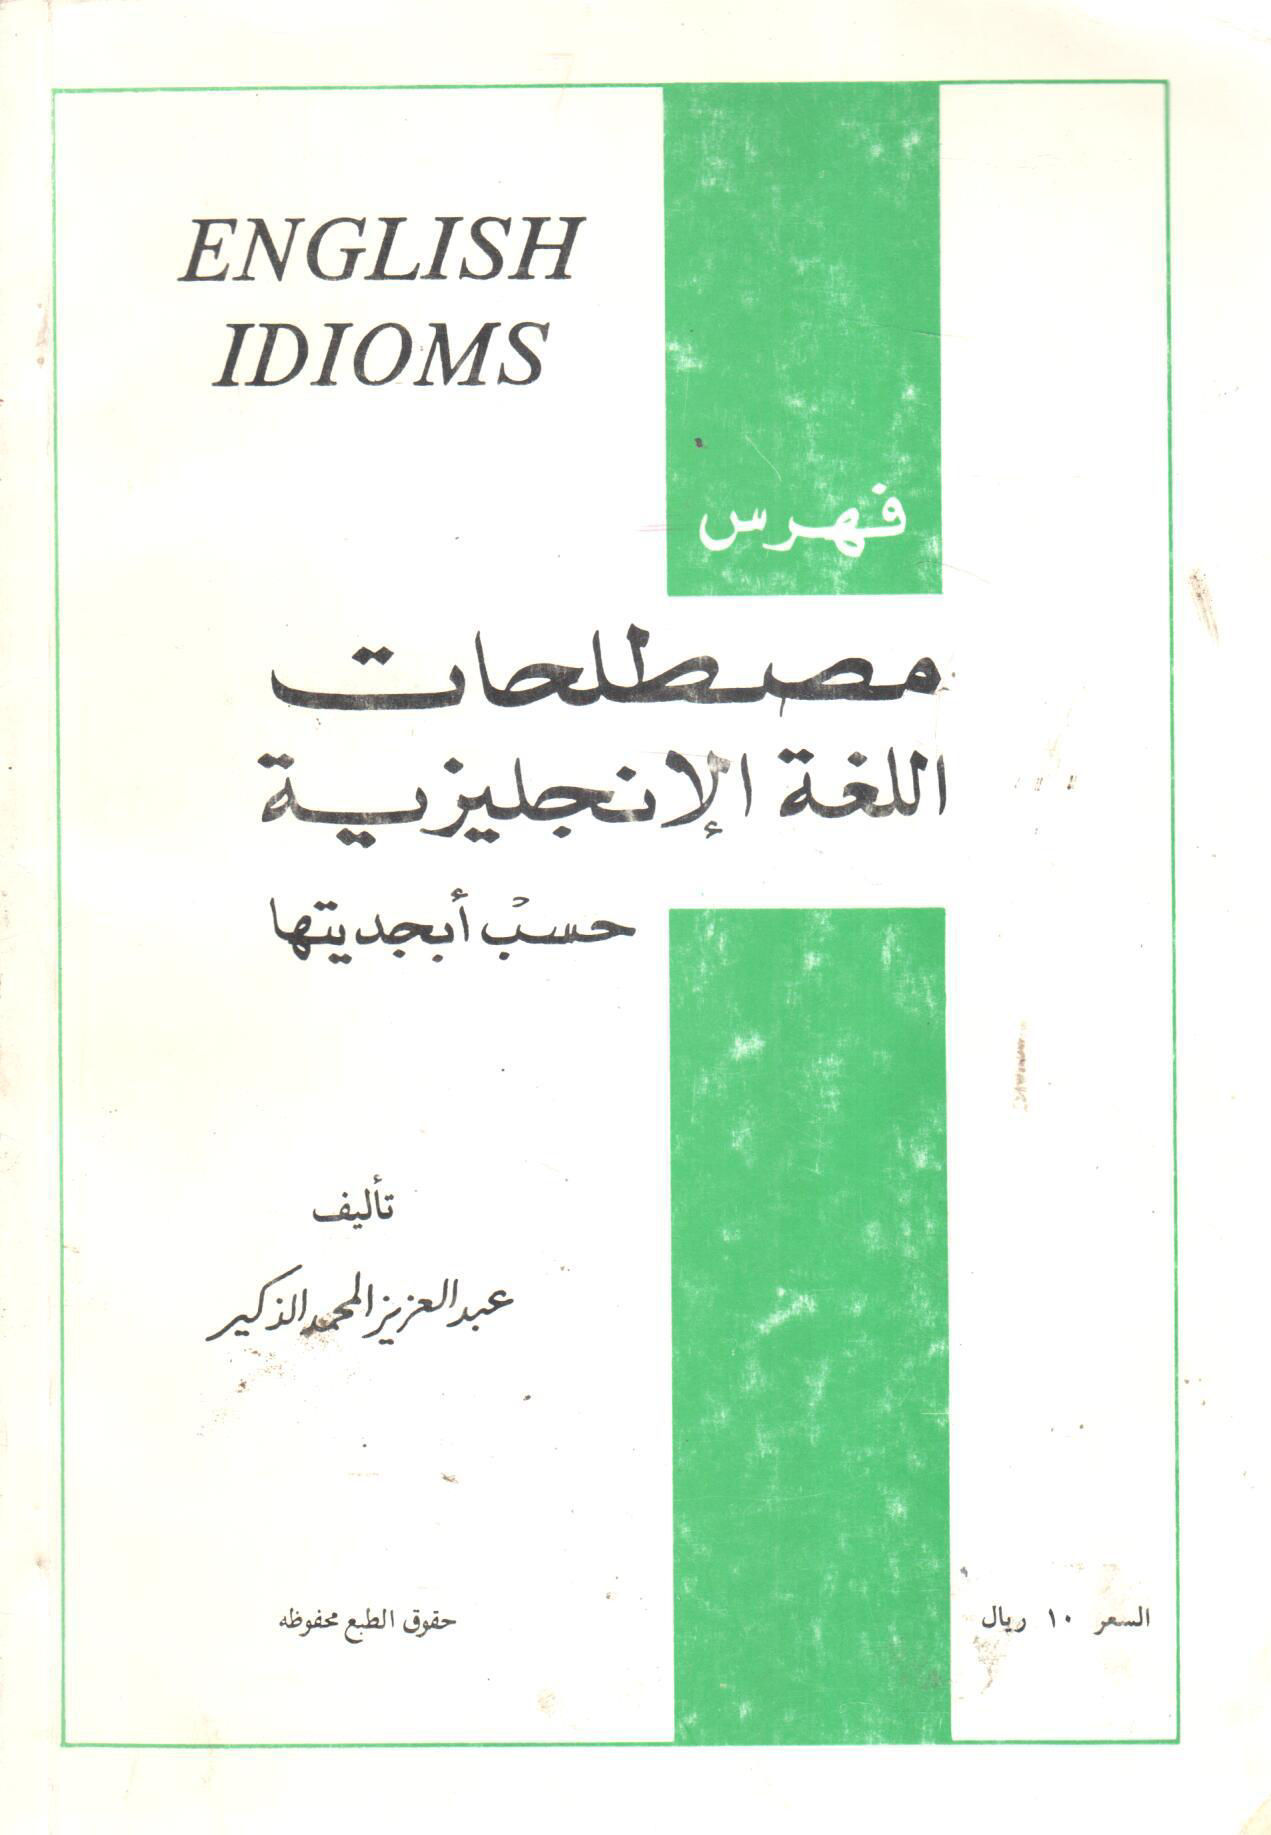 ENGLISH
IDIOMS
فهرس
مصطلحات
اللغة الإنجليزية
حسب أبجديتها
تأليف
عبدالعزيز المحمد الذكير
حقوق الطبع محفوظه
السعر ١٠ ريال